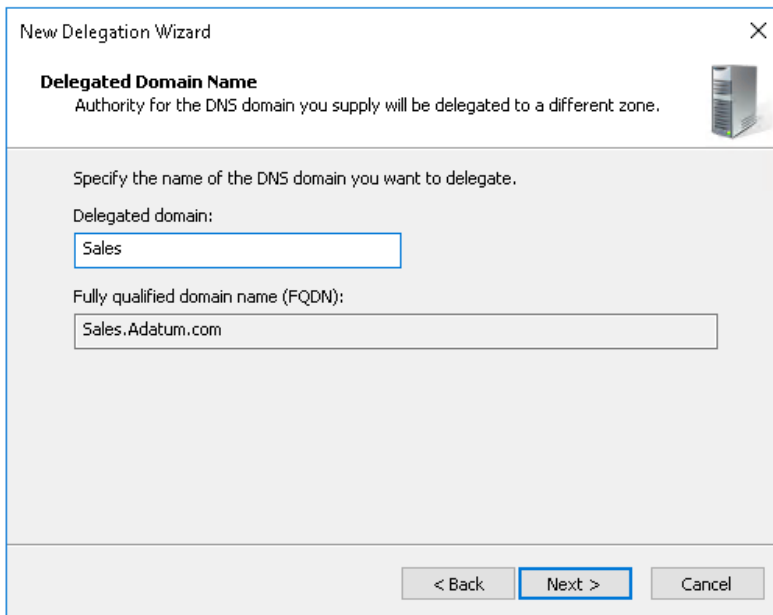 New Delegation Wizard
Delegated Domain Name
Authority for the DNS domain you supply will be delegated to a different zone.
Specify the name of the DNS domain you want to delegate.
Delegated domain:
Sales
Fully qualified domain name (FQDN):
Sales.Adatum.com
< Back Next > Cancel